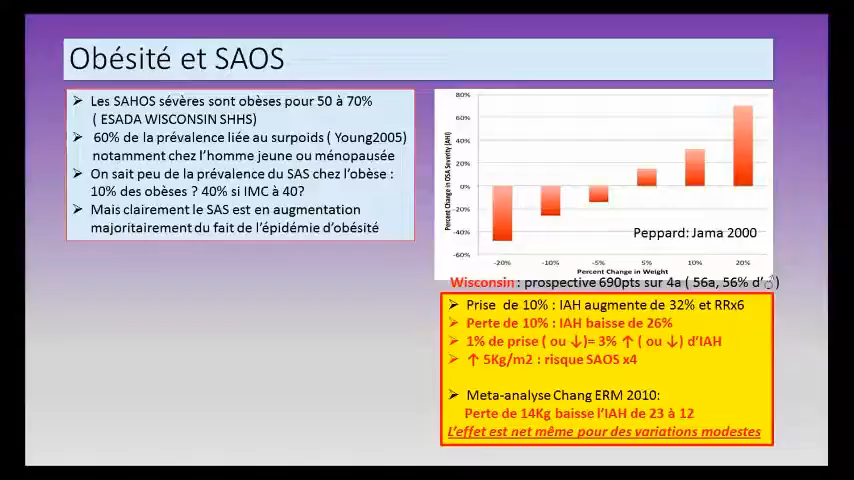 Obésité et SAOS
➢ Les SAHOS sévères sont obèses pour 50 à 70%
( ESADA WISCONSIN SHHS)
➢ 60% de la prévalence liée au surpoids ( Young2005)
notamment chez l'homme jeune ou ménopausée
➢ On sait peu de la prévalence du SAS chez l'obèse :
10% des obèses ? 40% si IMC à 40?
➢ Mais clairement le SAS est en augmentation
majoritairement du fait de l'épidémie d'obésité
Percent Change in OSA Severity (AHI)
80%
60%
40%
20%
0%
-20%
-40%
-60%
Peppard: Jama 2000
-20% -10% -5% 5% 10% 20%
Percent Change in Weight
Wisconsin : prospective 690pts sur 4a ( 56a, 56% d'♂)
➢ Prise de 10% : IAH augmente de 32% et RRx6
➢ Perte de 10% : IAH baisse de 26%
➢ 1% de prise ( ou ↓)= 3% ↑ ( ou ↓) d'IAH
➢ ↑ 5Kg/m2 : risque SAOS x4
➢ Meta-analyse Chang ERM 2010:
Perte de 14Kg baisse l'IAH de 23 à 12
L'effet est net même pour des variations modestes